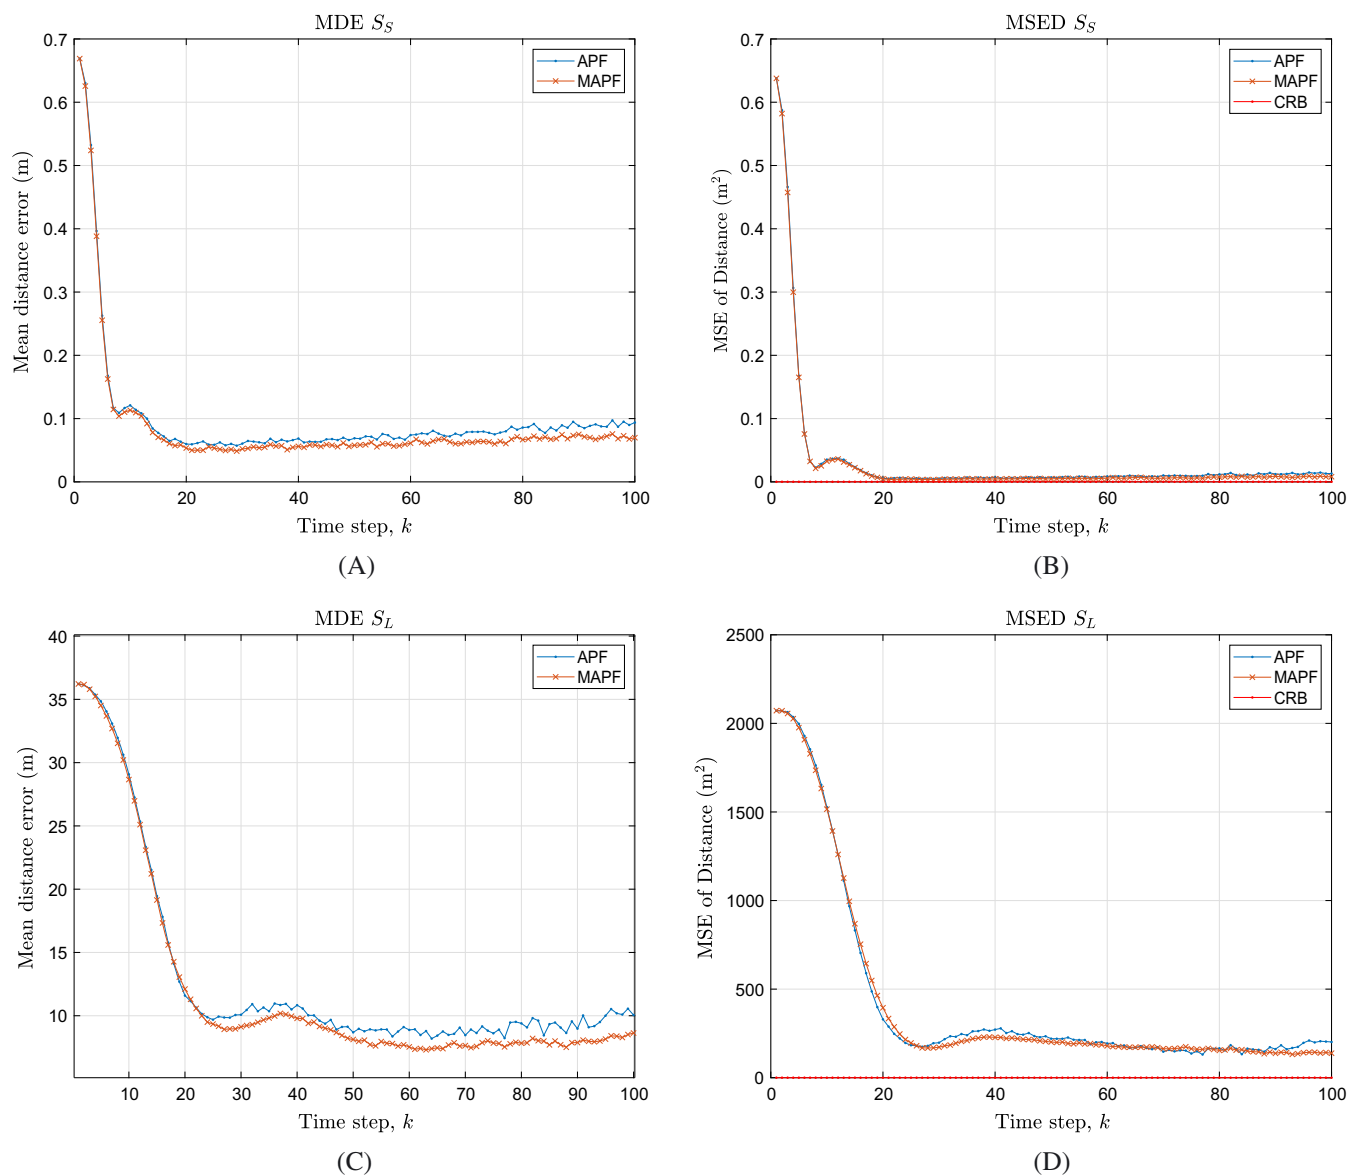 MDE S_S
0.7
0.6
0.5
0.4
0.3
0.2
0.1
0
Mean distance error (m)
APF
MAPF
0 20 40 60 80 100
Time step, k
(A)
MSED S_S
0.7
0.6
0.5
0.4
0.3
0.2
0.1
0
MSE of Distance (m²)
APF
MAPF
CRB
0 20 40 60 80 100
Time step, k
(B)
MDE S_L
40
35
30
25
20
15
10
Mean distance error (m)
APF
MAPF
10 20 30 40 50 60 70 80 90 100
Time step, k
(C)
MSED S_L
2500
2000
1500
1000
500
0
MSE of Distance (m²)
APF
MAPF
CRB
0 20 40 60 80 100
Time step, k
(D)